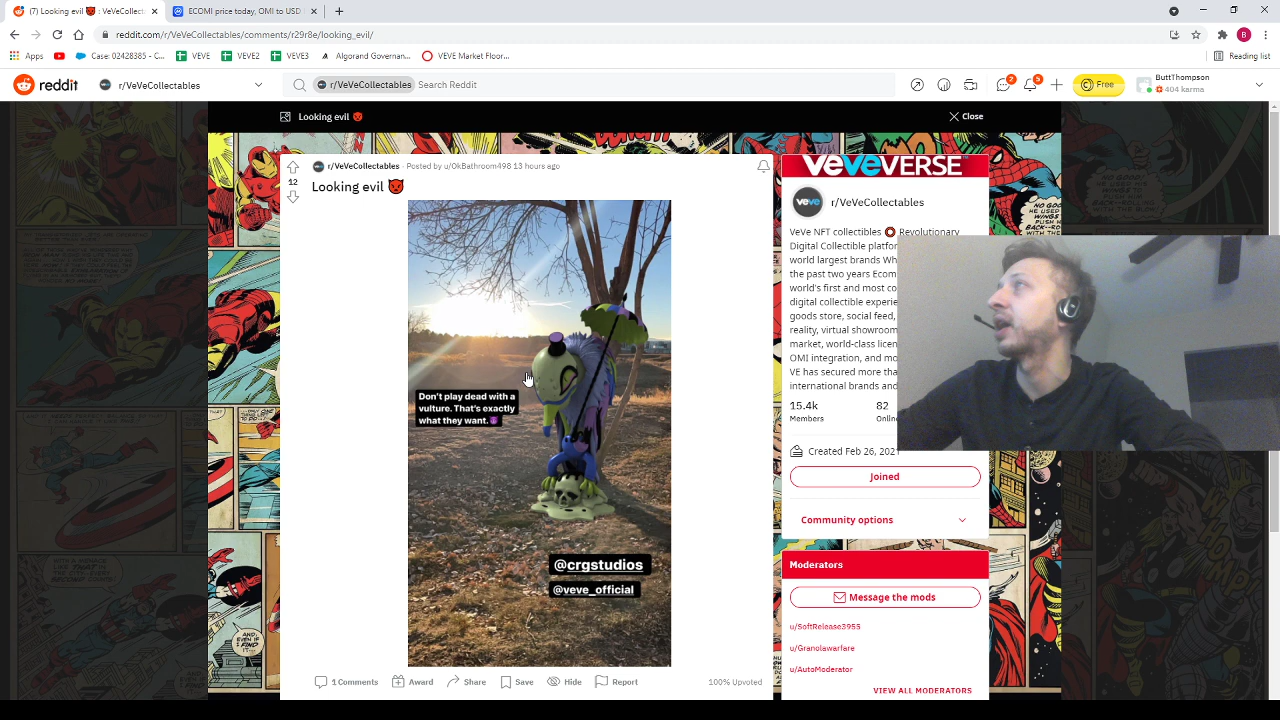 (7) Looking evil 😈 : VeVeCollec
ECOMI price today, OMI to USD
reddit.com/r/VeVeCollectables/comments/r29r8e/looking_evil/
B
Apps
Case: 02428385 - C...
VEVE
VEVE2
VEVE3
Algorand Governanc...
VEVE Market Floor...
Reading list
reddit
r/VeVeCollectables
r/VeVeCollectables
Search Reddit
2
5
Free
ButtThompson
404 karma
Looking evil
Close
r/VeVeCollectables · Posted by u/OkBathroom498 13 hours ago
12
Looking evil 👿
Don't play dead with a
vulture. That's exactly
what they want.😈
@crgstudios
@veve_official
1 Comments
Award
Share
Save
Hide
Report
100% Upvoted
VEVEVERSE
veve
r/VeVeCollectables
VeVe NFT collectibles ⭕ Revolutionary
Digital Collectible platfor
world largest brands Wh
the past two years Ecom
world's first and most co
digital collectible experie
goods store, social feed,
reality, virtual showroom
market, world-class licen
OMI integration, and mo
VE has secured more tha
international brands and
15.4k
82
Members
Onlin
Created Feb 26, 2021
Joined
Community options
Moderators
Message the mods
u/SoftRelease3955
u/Granolawarfare
u/AutoModerator
VIEW ALL MODERATORS